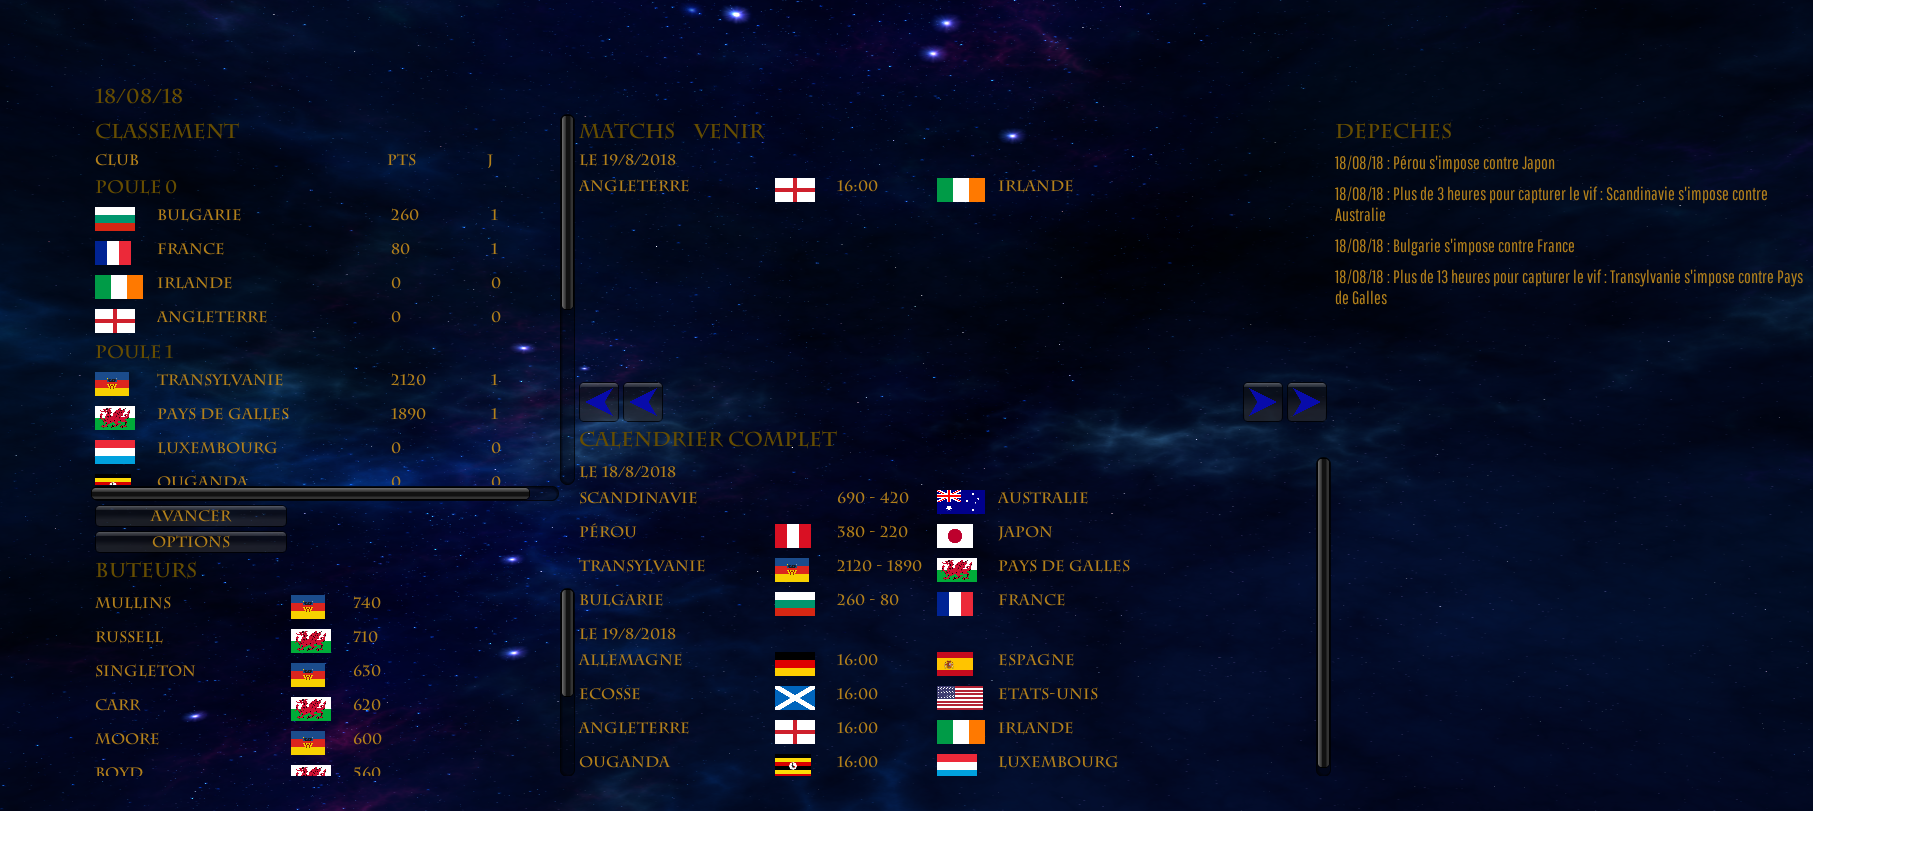 18/08/18
CLASSEMENT
CLUB PTS J
POULE 0
BULGARIE 260 1
FRANCE 80 1
IRLANDE 0 0
ANGLETERRE 0 0
POULE 1
TRANSYLVANIE 2120 1
PAYS DE GALLES 1890 1
LUXEMBOURG 0 0
OUGANDA 0 0
AVANCER
OPTIONS
BUTEURS
MULLINS 740
RUSSELL 710
SINGLETON 630
CARR 620
MOORE 600
BOYD 560
MATCHS VENIR
LE 19/8/2018
ANGLETERRE 16:00 IRLANDE
CALENDRIER COMPLET
LE 18/8/2018
SCANDINAVIE 690 - 420 AUSTRALIE
PÉROU 380 - 220 JAPON
TRANSYLVANIE 2120 - 1890 PAYS DE GALLES
BULGARIE 260 - 80 FRANCE
LE 19/8/2018
ALLEMAGNE 16:00 ESPAGNE
ECOSSE 16:00 ETATS-UNIS
ANGLETERRE 16:00 IRLANDE
OUGANDA 16:00 LUXEMBOURG
DEPECHES
18/08/18 : Pérou s'impose contre Japon
18/08/18 : Plus de 3 heures pour capturer le vif : Scandinavie s'impose contre
Australie
18/08/18 : Bulgarie s'impose contre France
18/08/18 : Plus de 13 heures pour capturer le vif : Transylvanie s'impose contre Pays
de Galles